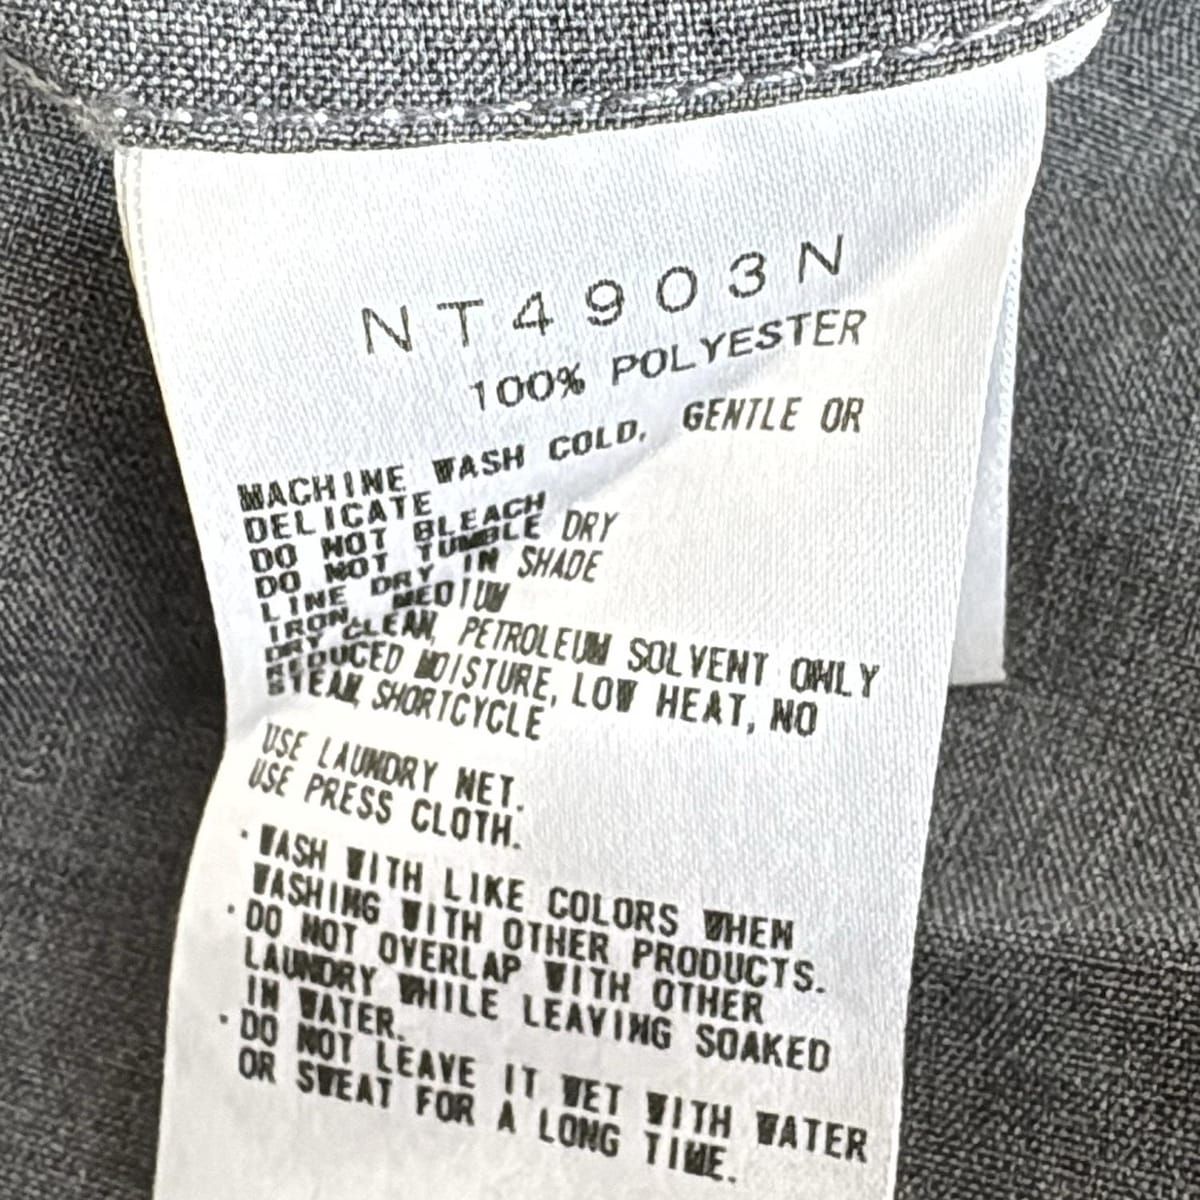 NT4903N
100% POLYESTER
MACHINE WASH COLD, GENTLE OR
DELICATE
DO NOT BLEACH
DO NOT TUMBLE DRY
LINE DRY IN SHADE
IRON, MEDIUM
DRY CLEAN, PETROLEUM SOLVENT ONLY
REDUCED MOISTURE, LOW HEAT, NO
STEAM, SHORTCYCLE
USE LAUNDRY NET.
USE PRESS CLOTH.
・WASH WITH LIKE COLORS WHEN
WASHING WITH OTHER PRODUCTS.
・DO NOT OVERLAP WITH OTHER
LAUNDRY WHILE LEAVING SOAKED
IN WATER.
・DO NOT LEAVE IT WET WITH WATER
OR SWEAT FOR A LONG TIME.